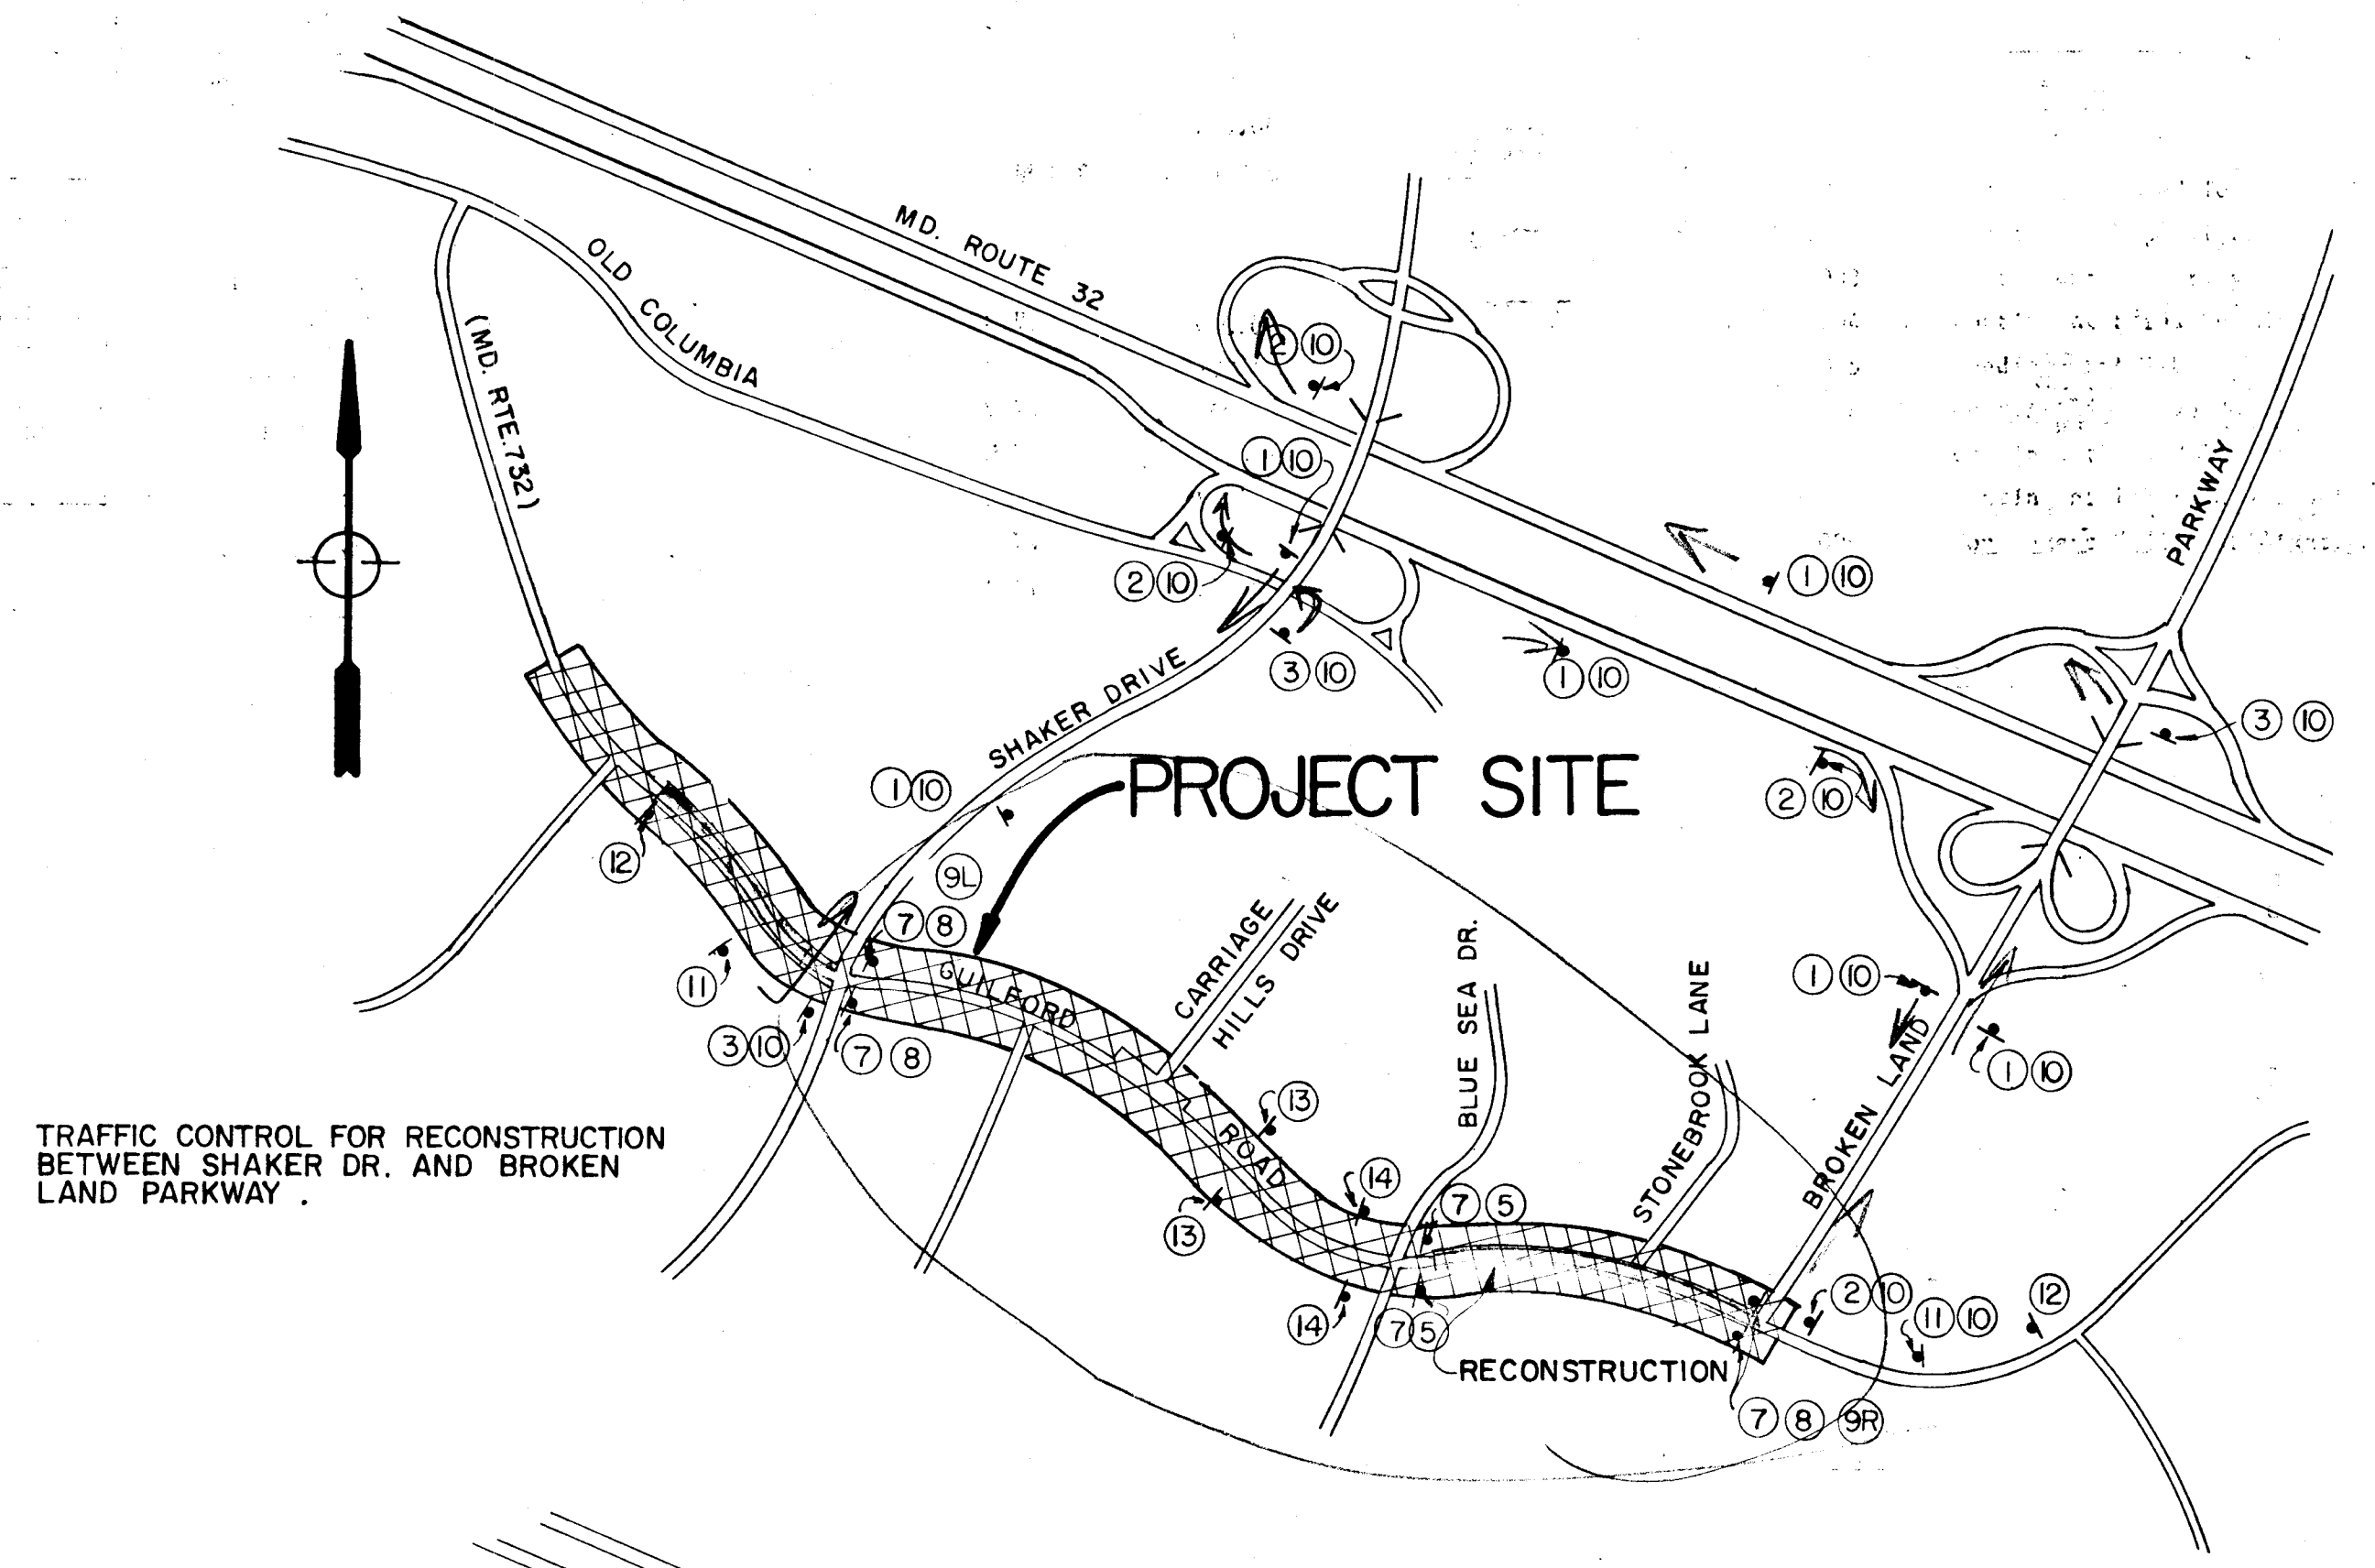 MD. ROUTE 32
OLD COLUMBIA
(MD. RTE. 732)
2 10
1 10
2 10
3 10
1 10
1 10
PARKWAY
3 10
2 10
SHAKER DRIVE
PROJECT SITE
1 10
9L
7 8
12
11
3 10
7 8
GUILFORD
ROAD
CARRIAGE
HILLS DRIVE
BLUE SEA DR.
STONEBROOK LANE
BROKEN LAND
1 10
1 10
13
13
14
14
7 5
7 5
RECONSTRUCTION
2 10
11 10
12
7 8 9R
TRAFFIC CONTROL FOR RECONSTRUCTION
BETWEEN SHAKER DR. AND BROKEN
LAND PARKWAY .